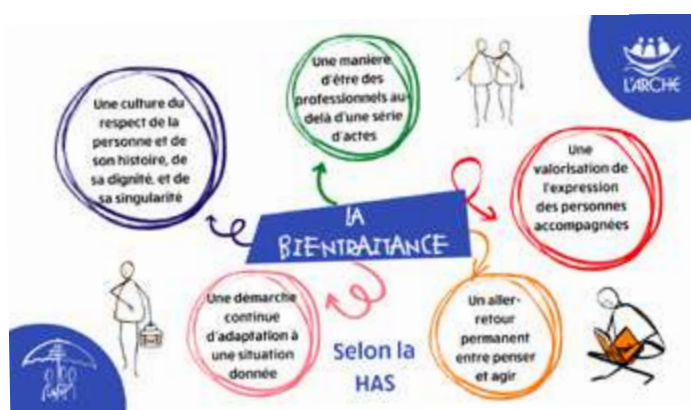 Une manière
d'être des
professionnels au-
delà d'une série
d'actes
L'ARCHE
Une culture du
respect de la
personne et de
son histoire, de
sa dignité, et de
sa singularité
Une
valorisation de
l'expression
des personnes
accompagnées
LA
BIENTRAITANCE
Une démarche
continue
d'adaptation à
une situation
donnée
Un aller-
retour
permanent
entre penser
et agir
Selon la
HAS